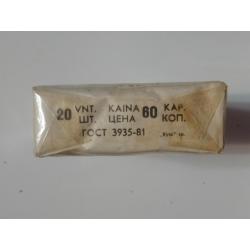 20 VNT. KAINA 60 KAP.
ШТ. ЦЕНА КОП.
ГОСТ 3935-81